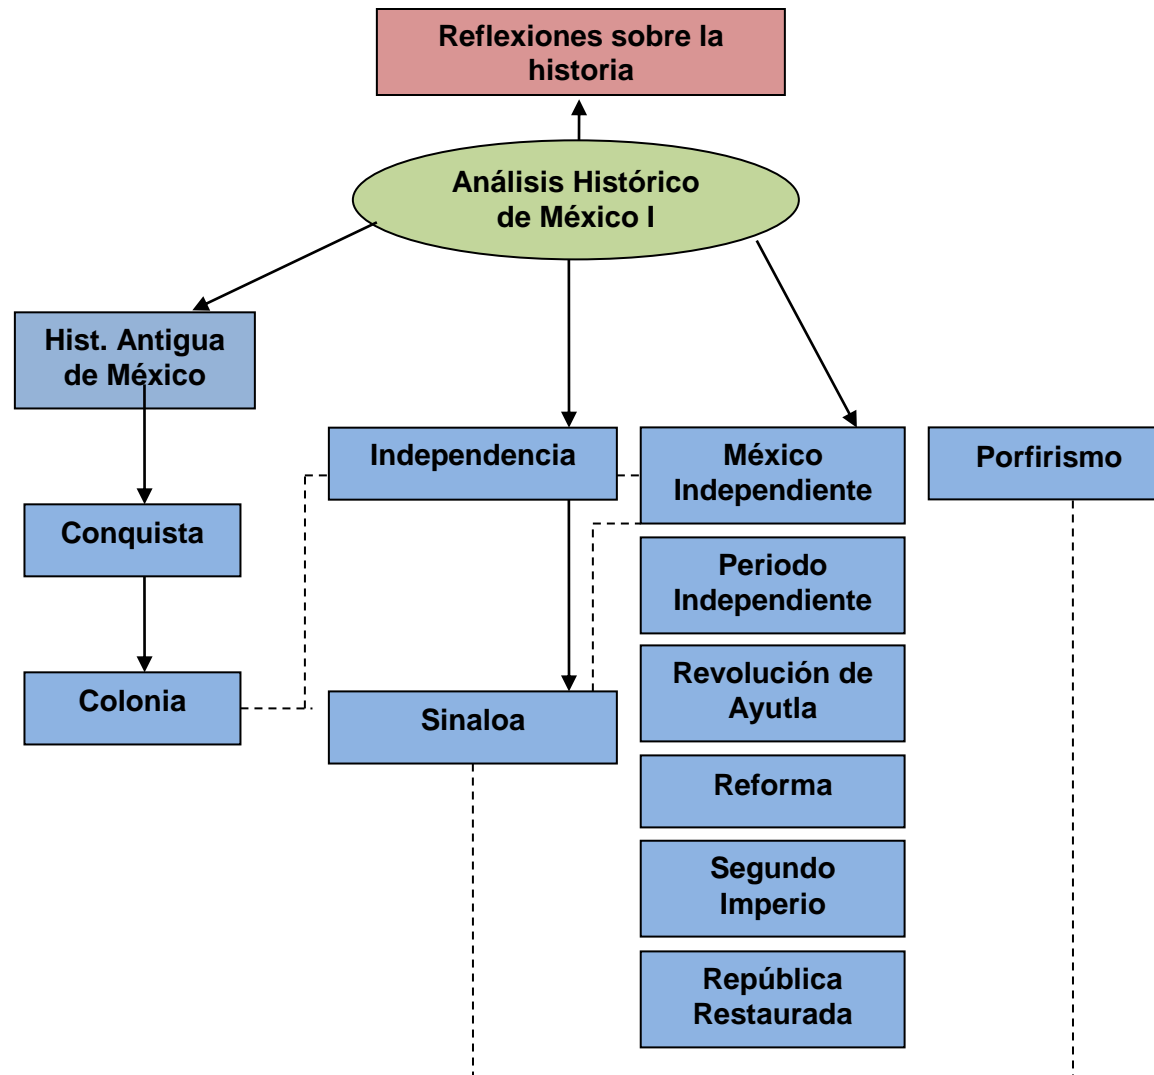 Reflexiones sobre la
historia
Análisis Histórico
de México I
Hist. Antigua
de México
Conquista
Colonia
Independencia
Sinaloa
México
Independiente
Periodo
Independiente
Revolución de
Ayutla
Reforma
Segundo
Imperio
República
Restaurada
Porfirismo